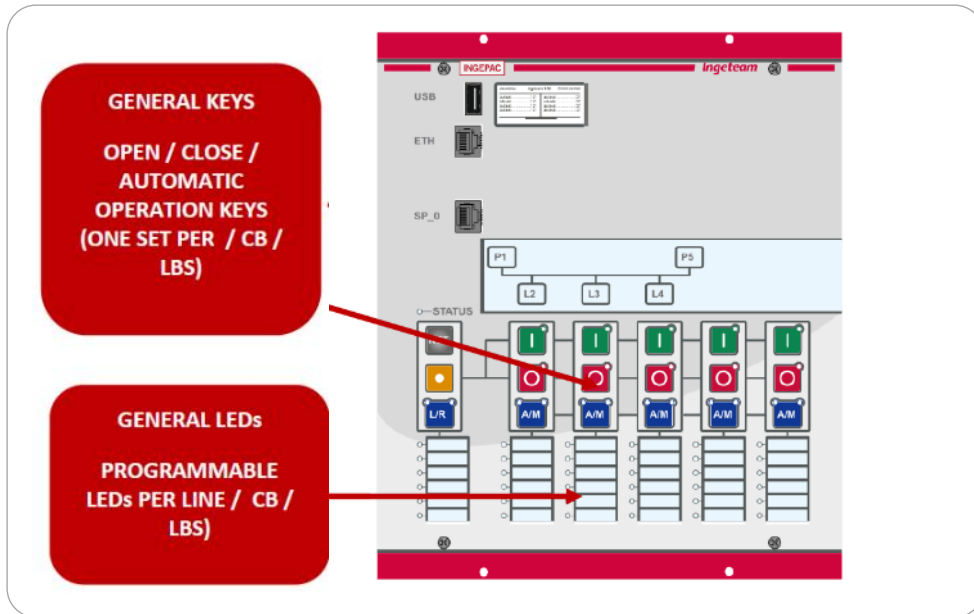 GENERAL KEYS
OPEN / CLOSE /
AUTOMATIC
OPERATION KEYS
(ONE SET PER / CB /
LBS)
GENERAL LEDs
PROGRAMMABLE
LEDs PER LINE / CB /
LBS)
INGEPAC
Ingeteam
USB
ETH
SP_0
P1
P5
L2
L3
L4
STATUS
I
I
I
I
I
L/R
A/M
A/M
A/M
A/M
A/M